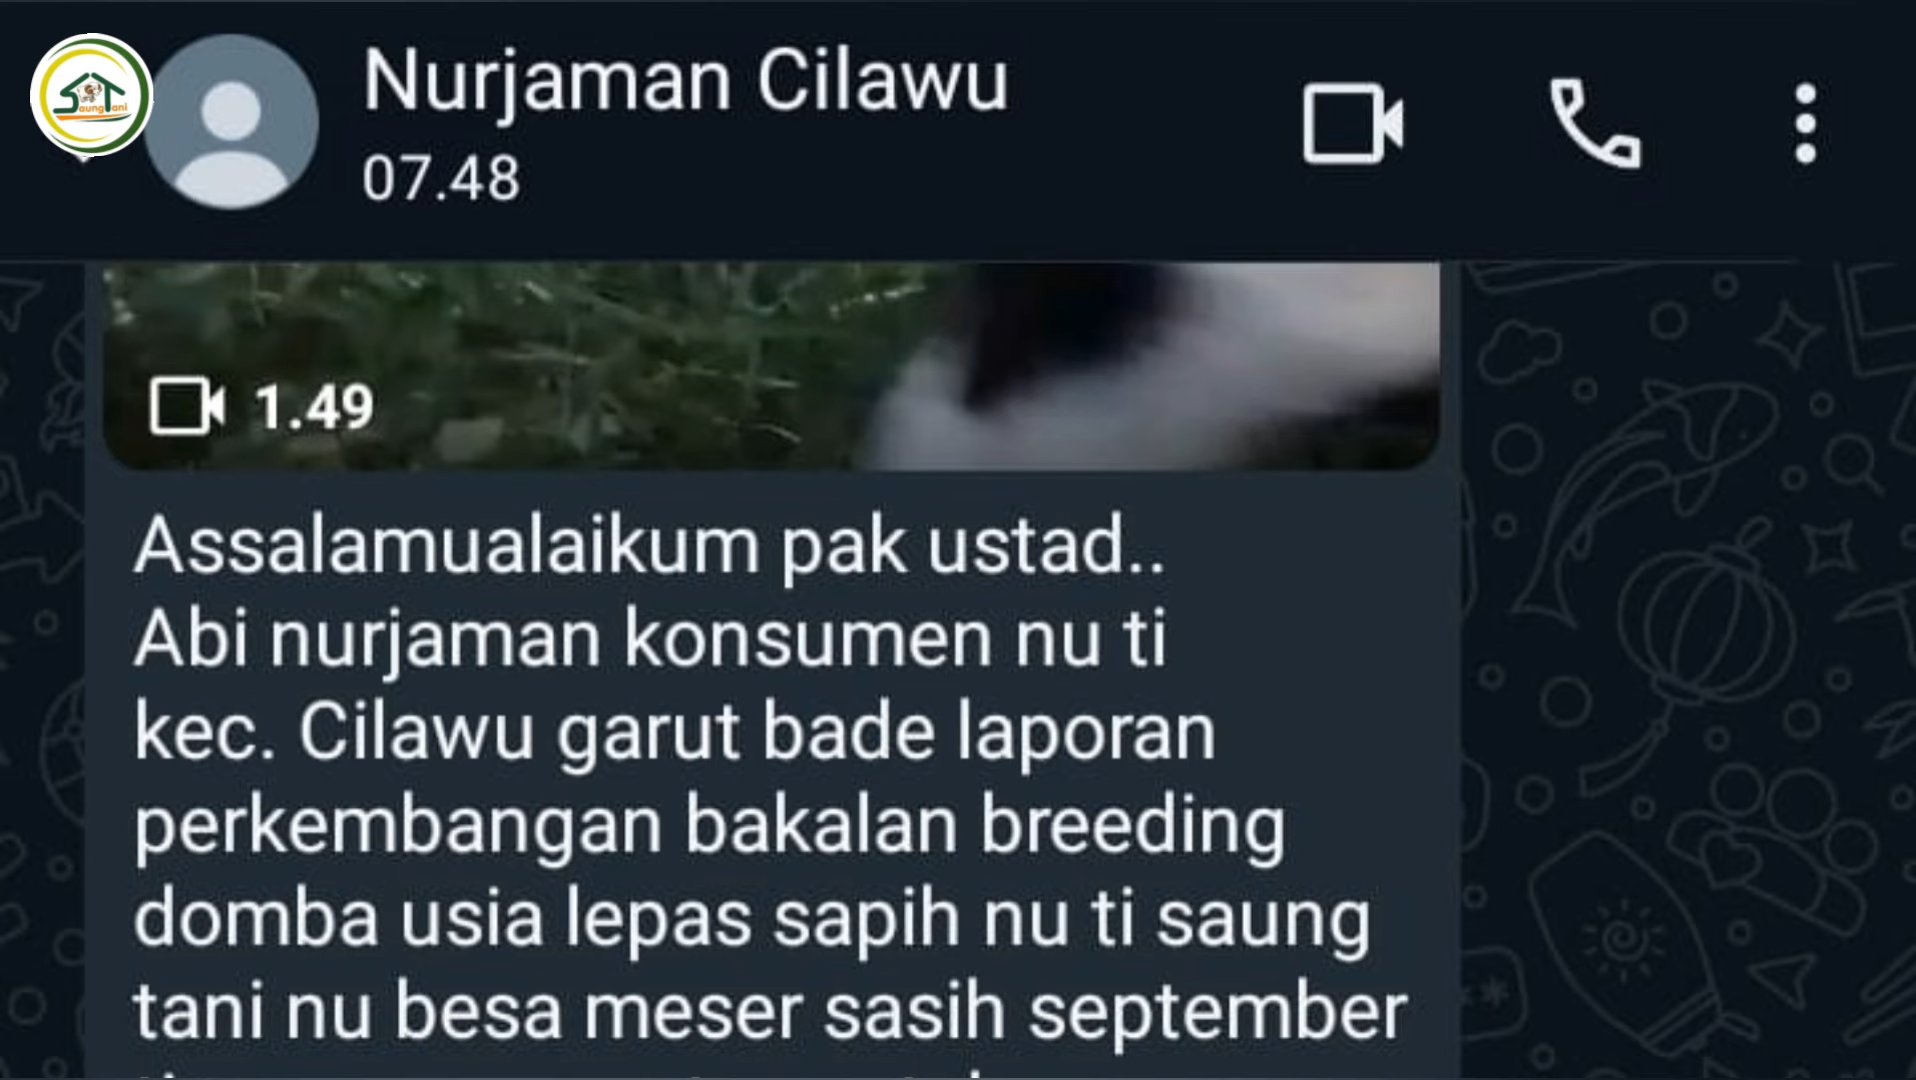 SaungTani
Nurjaman Cilawu
07.48
1.49
Assalamualaikum pak ustad..
Abi nurjaman konsumen nu ti
kec. Cilawu garut bade laporan
perkembangan bakalan breeding
domba usia lepas sapih nu ti saung
tani nu besa meser sasih september